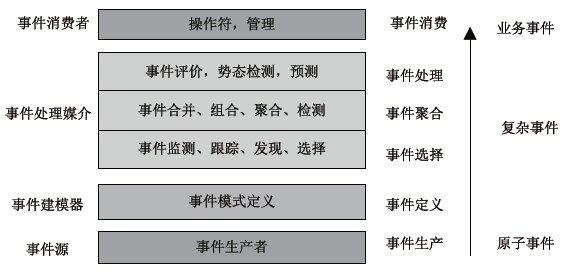 事件消费者 操作符，管理 事件消费 业务事件
事件评价，势态检测，预测 事件处理
事件处理媒介 事件合并、组合、聚合、检测 事件聚合 复杂事件
事件监测、跟踪、发现、选择 事件选择
事件建模器 事件模式定义 事件定义
事件源 事件生产者 事件生产 原子事件